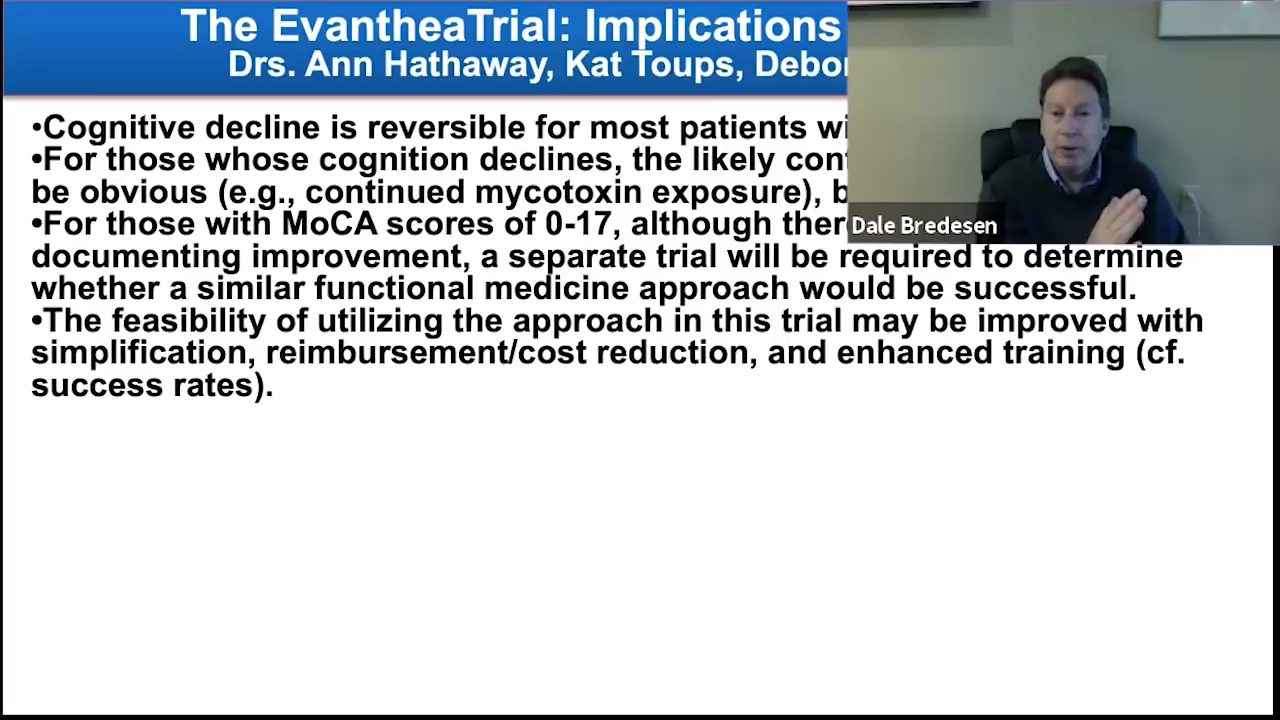 The EvantheaTrial: Implications
Drs. Ann Hathaway, Kat Toups,
•Cognitive decline is reversible for most patients
•For those whose cognition declines, the likely
be obvious (e.g., continued mycotoxin exposure),
•For those with MoCA scores of 0-17, although
Dale Bredesen
documenting improvement, a separate trial will be required to determine
whether a similar functional medicine approach would be successful.
•The feasibility of utilizing the approach in this trial may be improved with
simplification, reimbursement/cost reduction, and enhanced training (cf.
success rates).